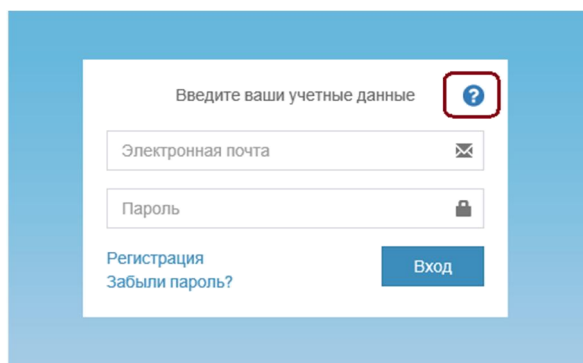 Введите ваши учетные данные ?
Электронная почта
Пароль
Регистрация
Забыли пароль?
Вход